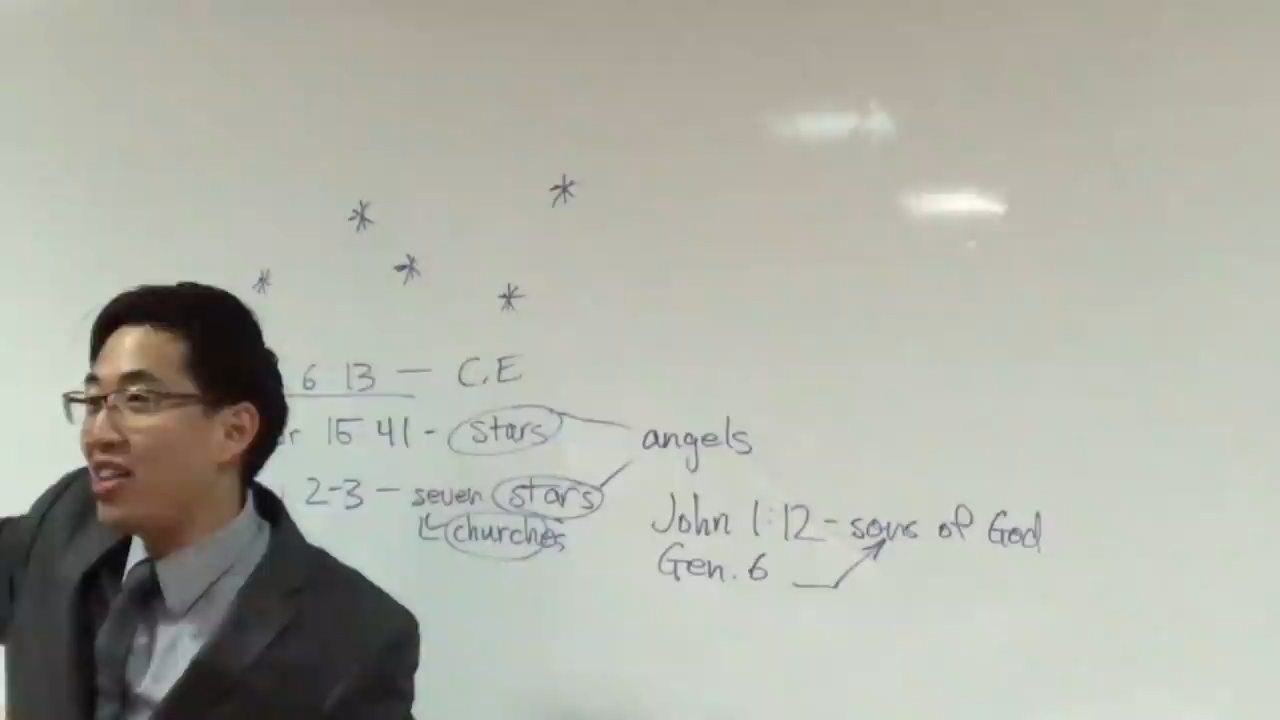 * * * * *
6 13 — C.E
15 41 - stars
angels
2-3 — seven stars
churches
John 1:12 - sons of God
Gen. 6